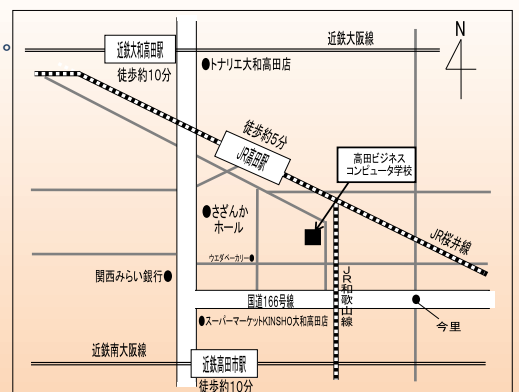 近鉄大阪線
N
近鉄大和高田駅
徒歩約10分
●トナリエ大和高田店
徒歩約5分
JR高田駅
高田ビジネス
コンピュータ学校
●さざんか
ホール
JR桜井線
ウエダベーカリー●
関西みらい銀行●
JR和歌山線
国道166号線
●スーパーマーケットKINSHO大和高田店
今里
近鉄南大阪線
近鉄高田市駅
徒歩約10分